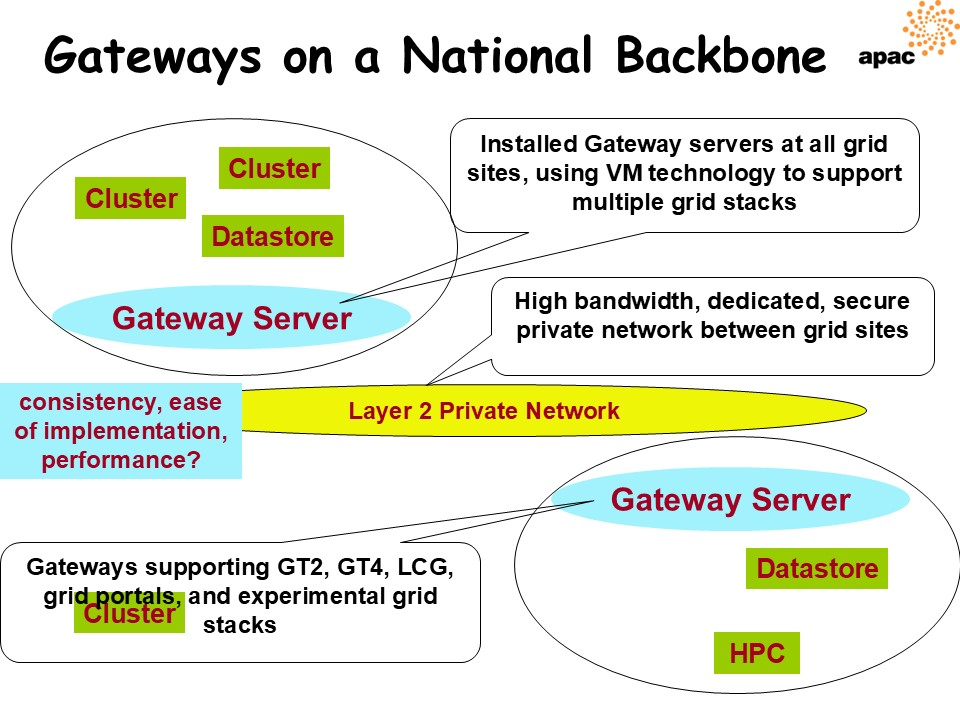 Gateways on a National Backbone
apac
Cluster
Cluster
Datastore
Gateway Server
Installed Gateway servers at all grid
sites, using VM technology to support
multiple grid stacks
High bandwidth, dedicated, secure
private network between grid sites
consistency, ease
of implementation,
performance?
Layer 2 Private Network
Gateway Server
Datastore
HPC
Gateways supporting GT2, GT4, LCG,
grid portals, and experimental grid
stacks
Cluster